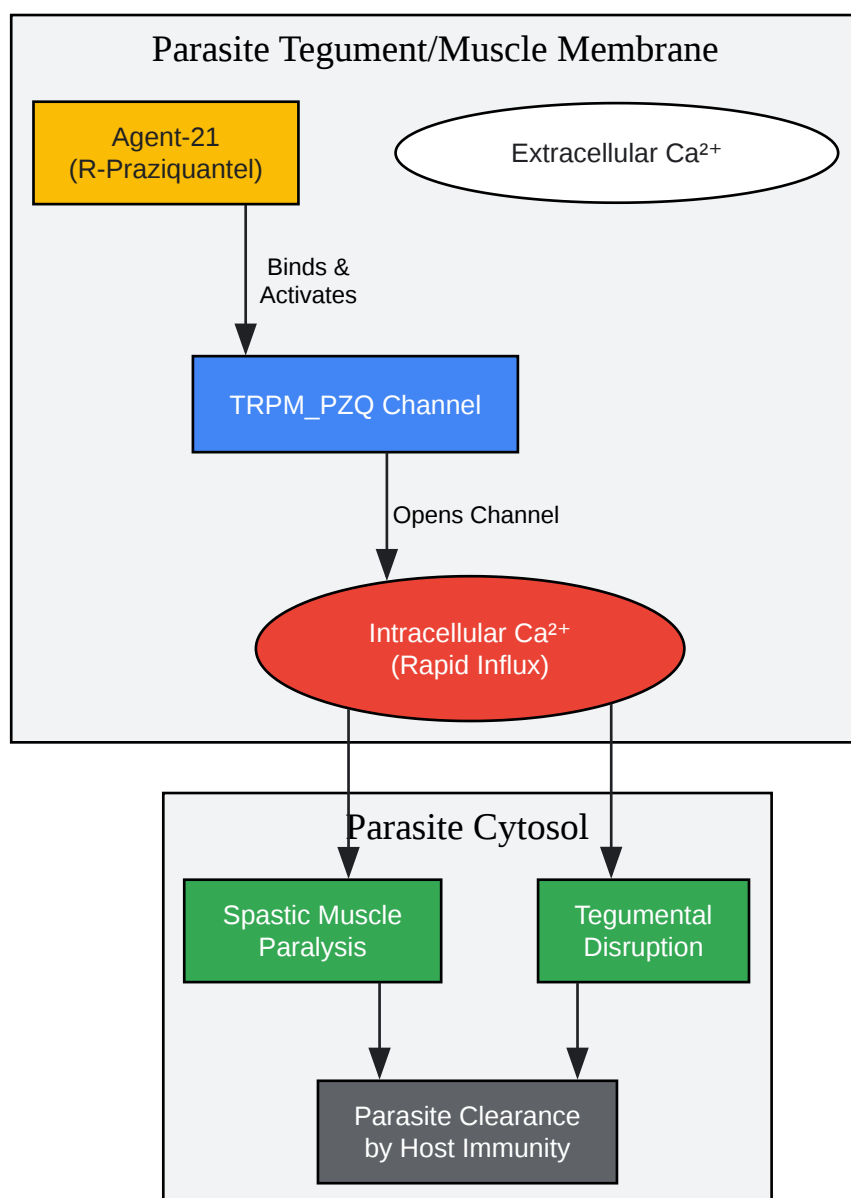 Parasite Tegument/Muscle Membrane
Agent-21
(R-Praziquantel)
Extracellular Ca²⁺
Binds &
Activates
TRPM_PZQ Channel
Opens Channel
Intracellular Ca²⁺
(Rapid Influx)
Parasite Cytosol
Spastic Muscle
Paralysis
Tegumental
Disruption
Parasite Clearance
by Host Immunity